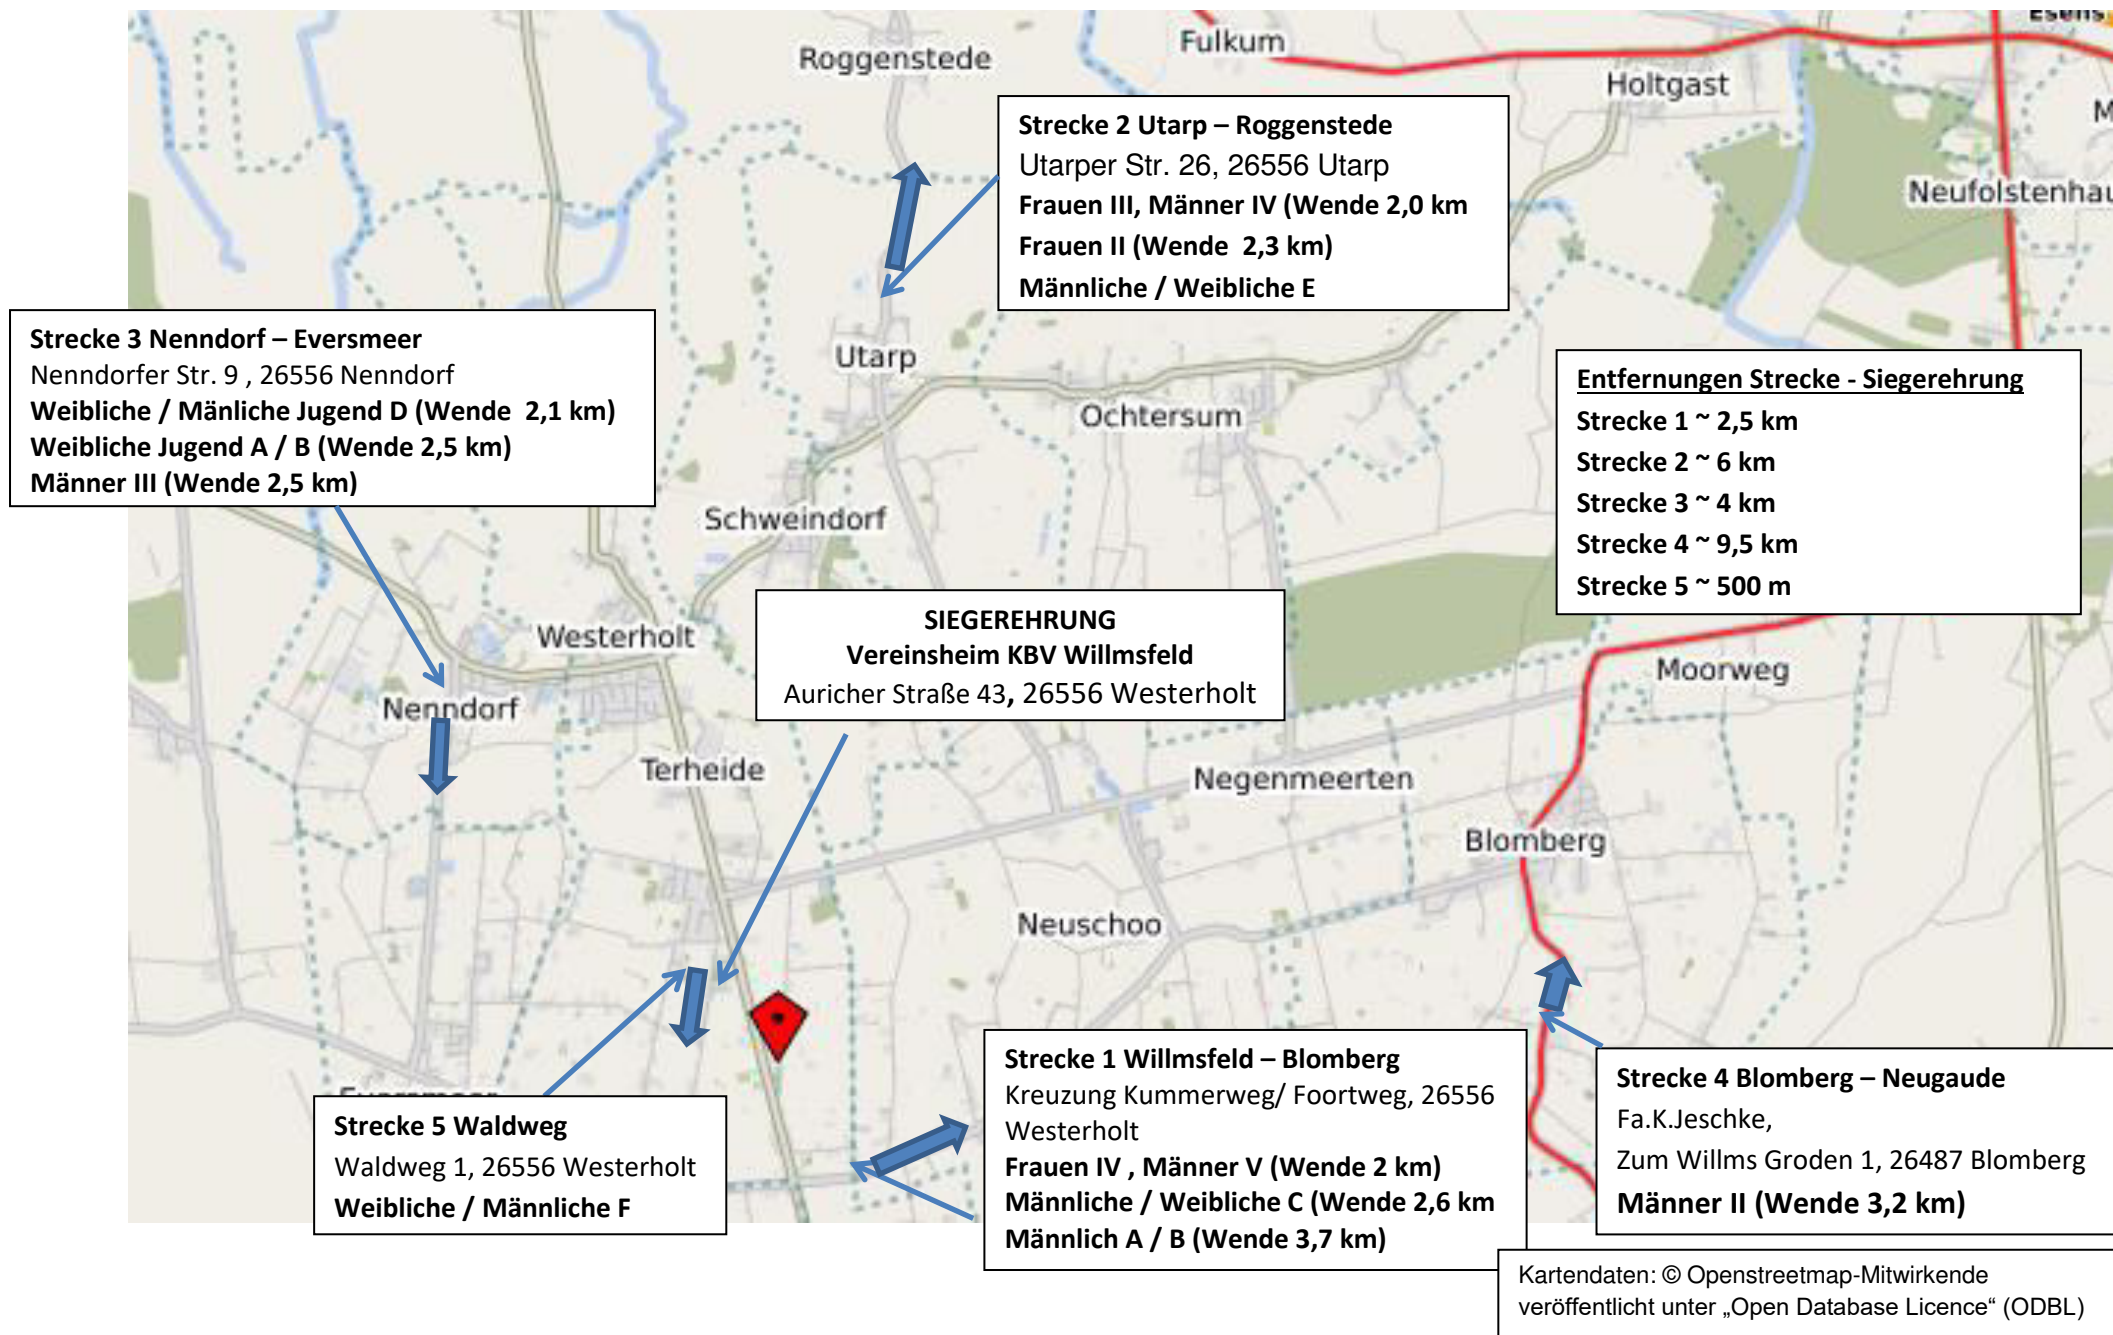 Esens
Fulkum
Roggenstede
Holtgast
M
Strecke 2 Utarp – Roggenstede
Utarper Str. 26, 26556 Utarp
Frauen III, Männer IV (Wende 2,0 km
Frauen II (Wende  2,3 km)
Männliche / Weibliche E
Neufolstenhau
Strecke 3 Nenndorf – Eversmeer
Nenndorfer Str. 9 , 26556 Nenndorf
Weibliche / Mänliche Jugend D (Wende  2,1 km)
Weibliche Jugend A / B (Wende 2,5 km)
Männer III (Wende 2,5 km)
Utarp
Ochtersum
Entfernungen Strecke - Siegerehrung
Strecke 1 ~ 2,5 km
Strecke 2 ~ 6 km
Strecke 3 ~ 4 km
Strecke 4 ~ 9,5 km
Strecke 5 ~ 500 m
Schweindorf
Westerholt
SIEGEREHRUNG
Vereinsheim KBV Willmsfeld
Auricher Straße 43, 26556 Westerholt
Moorweg
Nenndorf
Terheide
Negenmeerten
Blomberg
Neuschoo
Eversmeer
Strecke 5 Waldweg
Waldweg 1, 26556 Westerholt
Weibliche / Männliche F
Strecke 1 Willmsfeld – Blomberg
Kreuzung Kummerweg/ Foortweg, 26556
Westerholt
Frauen IV , Männer V (Wende 2 km)
Männliche / Weibliche C (Wende 2,6 km
Männlich A / B (Wende 3,7 km)
Strecke 4 Blomberg – Neugaude
Fa.K.Jeschke,
Zum Willms Groden 1, 26487 Blomberg
Männer II (Wende 3,2 km)
Kartendaten: © Openstreetmap-Mitwirkende
veröffentlicht unter „Open Database Licence“ (ODBL)